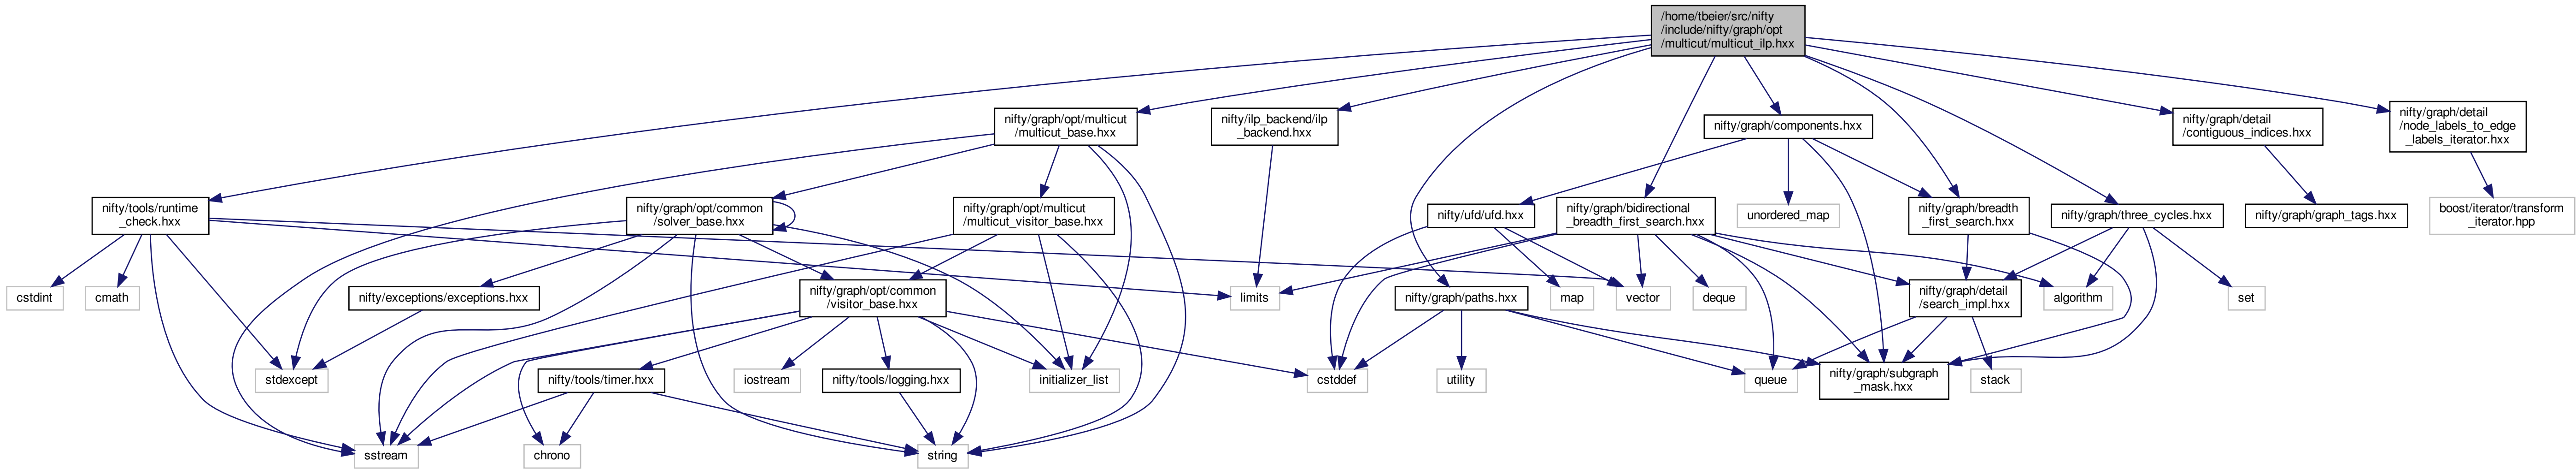 /home/tbeier/src/nifty
/include/nifty/graph/opt
/multicut/multicut_ilp.hxx
nifty/graph/opt/multicut
/multicut_base.hxx
nifty/ilp_backend/ilp
_backend.hxx
nifty/graph/components.hxx
nifty/graph/detail
/contiguous_indices.hxx
nifty/graph/detail
/node_labels_to_edge
_labels_iterator.hxx
nifty/tools/runtime
_check.hxx
nifty/graph/opt/common
/solver_base.hxx
nifty/graph/opt/multicut
/multicut_visitor_base.hxx
nifty/ufd/ufd.hxx
nifty/graph/bidirectional
_breadth_first_search.hxx
unordered_map
nifty/graph/breadth
_first_search.hxx
nifty/graph/three_cycles.hxx
nifty/graph/graph_tags.hxx
boost/iterator/transform
_iterator.hpp
cstdint
cmath
nifty/exceptions/exceptions.hxx
nifty/graph/opt/common
/visitor_base.hxx
limits
nifty/graph/paths.hxx
map
vector
deque
nifty/graph/detail
/search_impl.hxx
algorithm
set
stdexcept
nifty/tools/timer.hxx
iostream
nifty/tools/logging.hxx
initializer_list
cstddef
utility
queue
nifty/graph/subgraph
_mask.hxx
stack
sstream
chrono
string